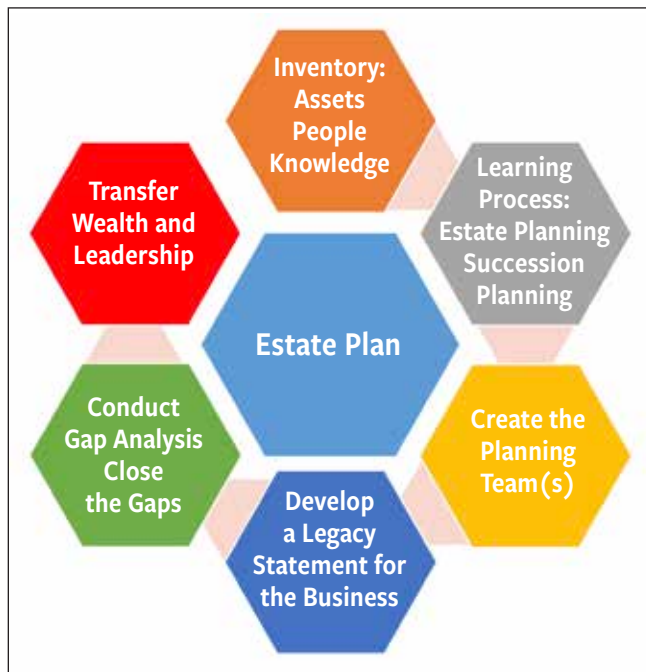 Inventory:
Assets
People
Knowledge
Learning
Process:
Estate Planning
Succession
Planning
Create the
Planning
Team(s)
Develop
a Legacy
Statement for
the Business
Conduct
Gap Analysis
Close
the Gaps
Transfer
Wealth and
Leadership
Estate Plan